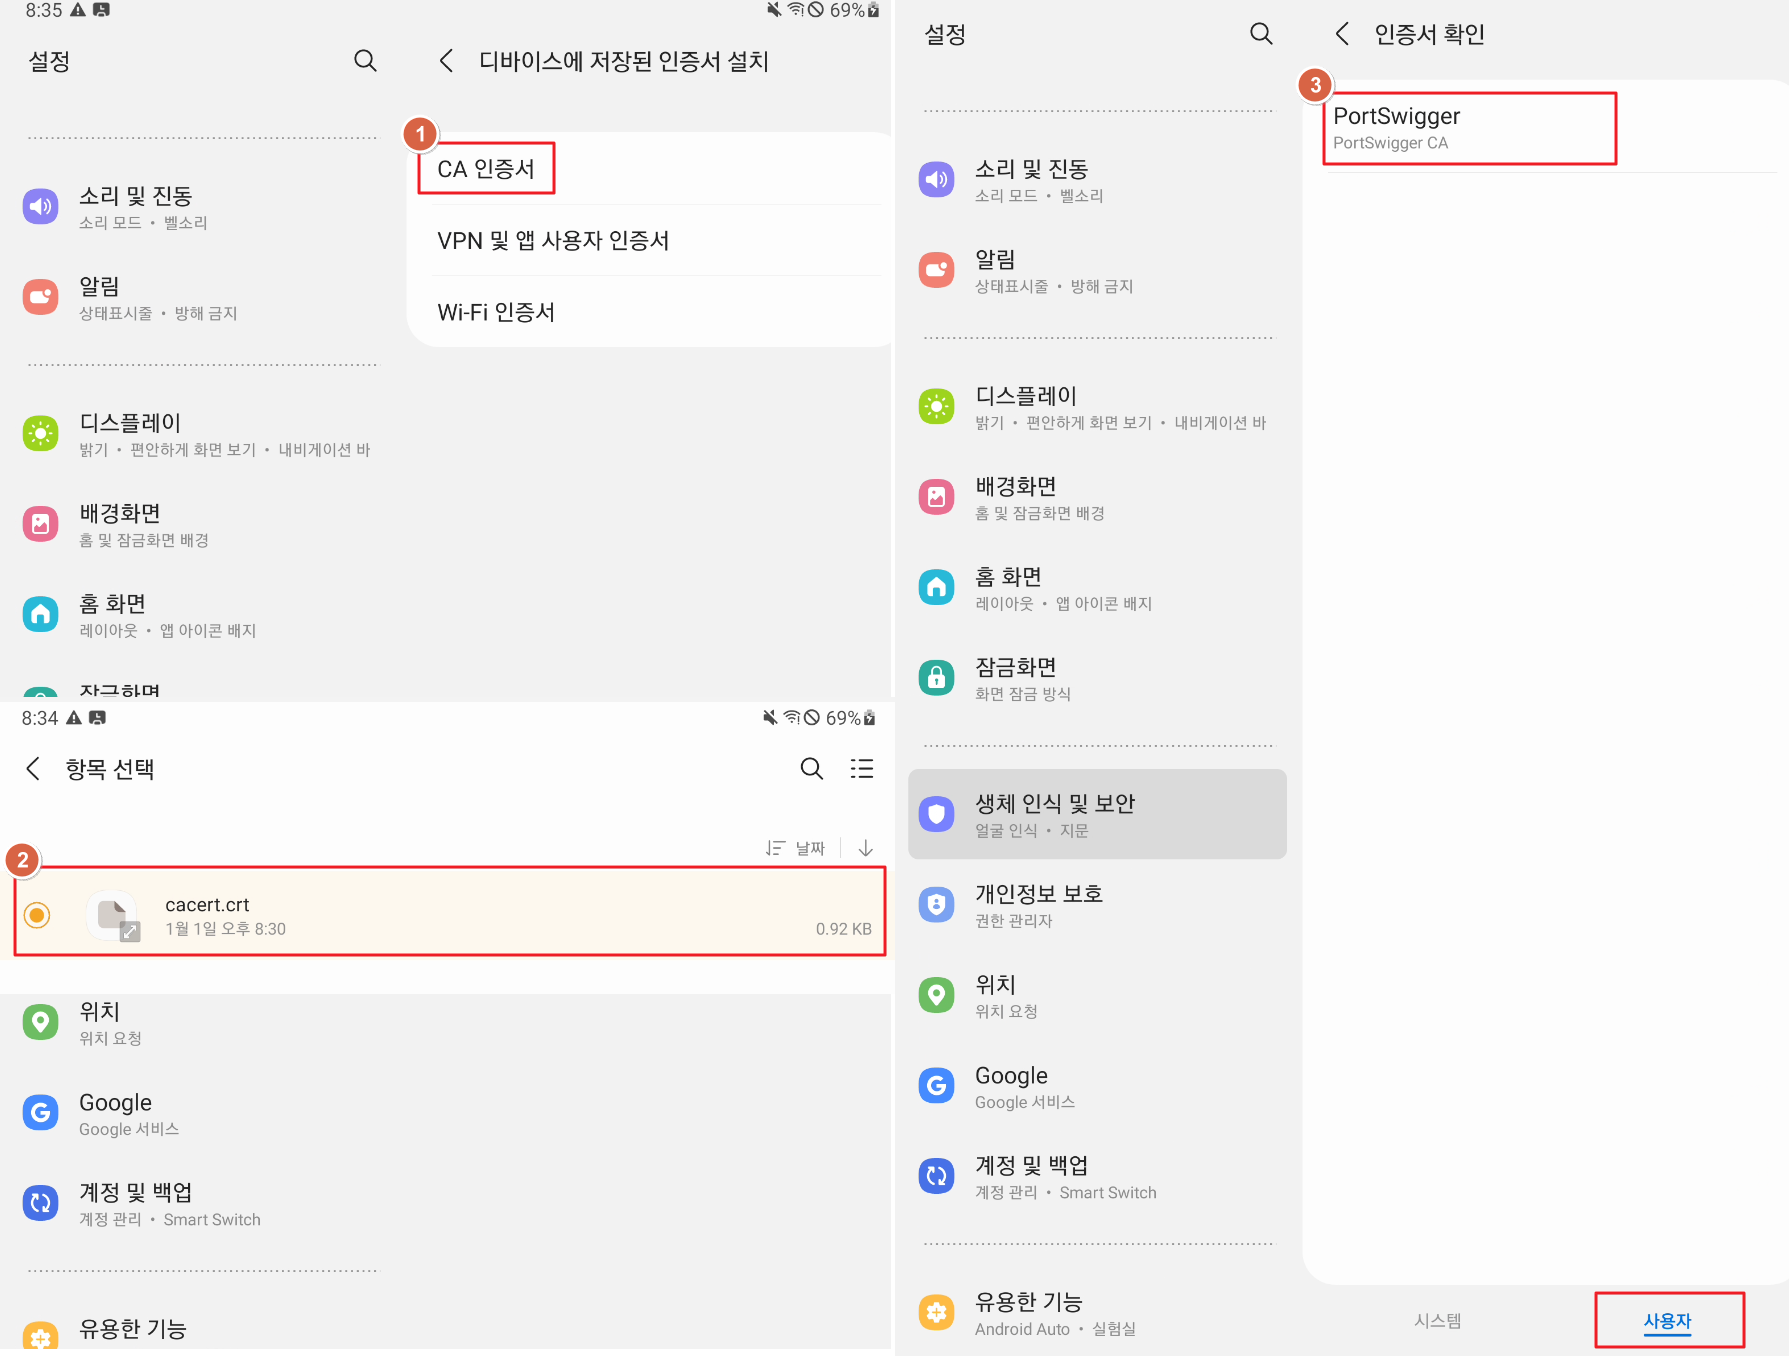 8:35
69%
설정
디바이스에 저장된 인증서 설치
1
CA 인증서
VPN 및 앱 사용자 인증서
Wi-Fi 인증서
소리 및 진동
소리 모드 • 벨소리
알림
상태표시줄 • 방해 금지
디스플레이
밝기 • 편안하게 화면 보기 • 내비게이션 바
배경화면
홈 및 잠금화면 배경
홈 화면
레이아웃 • 앱 아이콘 배지
잠금화면
8:34
69%
항목 선택
날짜
2
cacert.crt
1월 1일 오후 8:30
0.92 KB
위치
위치 요청
Google
Google 서비스
계정 및 백업
계정 관리 • Smart Switch
유용한 기능
설정
인증서 확인
3
PortSwigger
PortSwigger CA
소리 및 진동
소리 모드 • 벨소리
알림
상태표시줄 • 방해 금지
디스플레이
밝기 • 편안하게 화면 보기 • 내비게이션 바
배경화면
홈 및 잠금화면 배경
홈 화면
레이아웃 • 앱 아이콘 배지
잠금화면
화면 잠금 방식
생체 인식 및 보안
얼굴 인식 • 지문
개인정보 보호
권한 관리자
위치
위치 요청
Google
Google 서비스
계정 및 백업
계정 관리 • Smart Switch
유용한 기능
Android Auto • 실험실
시스템
사용자